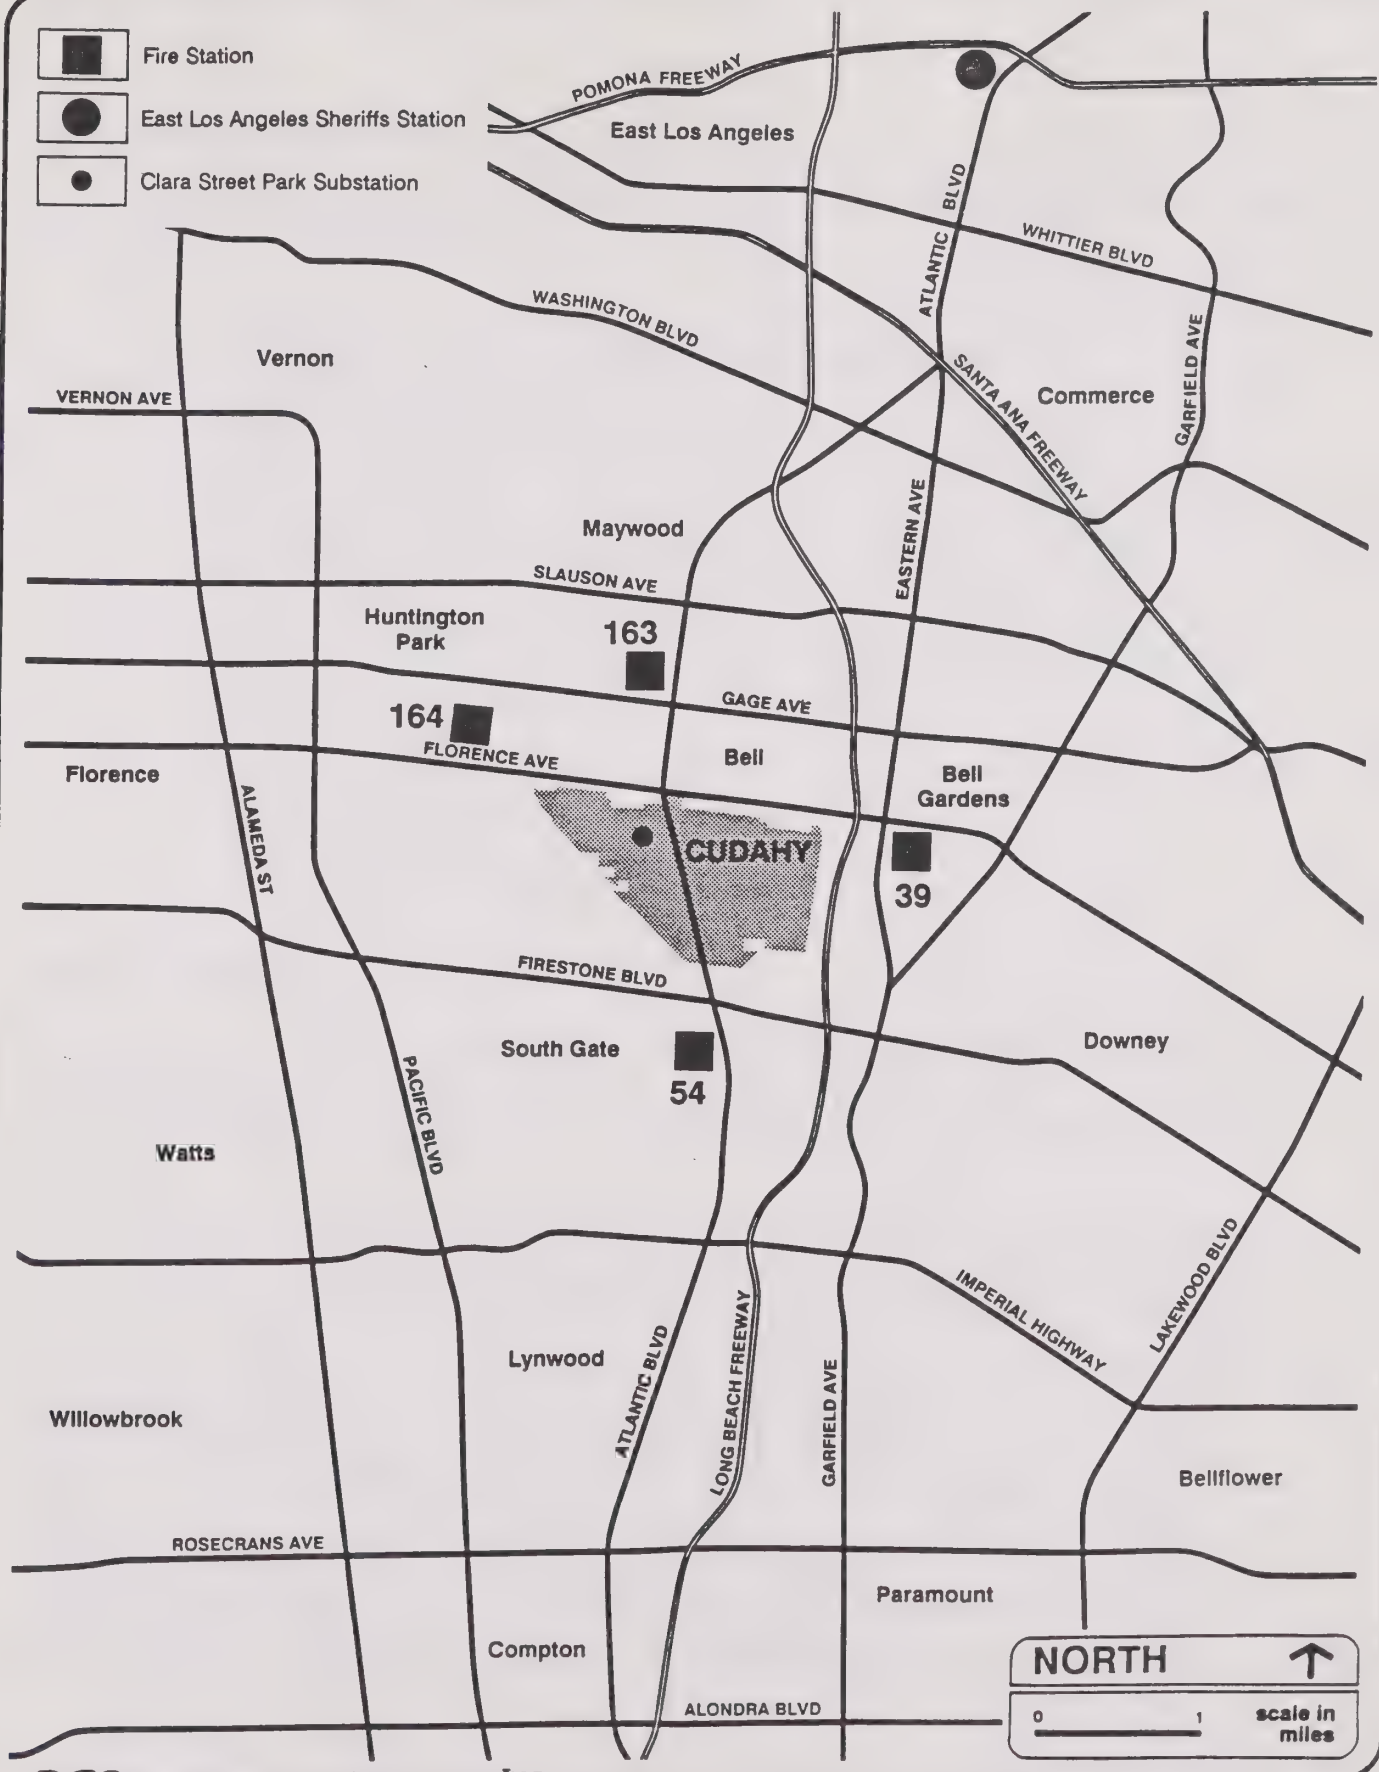 Fire Station
East Los Angeles Sheriffs Station
Clara Street Park Substation
POMONA FREEWAY
East Los Angeles
ATLANTIC BLVD
WHITTIER BLVD
WASHINGTON BLVD
Vernon
VERNON AVE
SANTA ANA FREEWAY
Commerce
GARFIELD AVE
Maywood
EASTERN AVE
SLAUSON AVE
Huntington
Park
163
164
GAGE AVE
FLORENCE AVE
Bell
Florence
Bell
Gardens
ALAMEDA ST
CUDAHY
39
FIRESTONE BLVD
South Gate
54
Downey
PACIFIC BLVD
Watts
IMPERIAL HIGHWAY
LAKEWOOD BLVD
Lynwood
ATLANTIC BLVD
LONG BEACH FREEWAY
GARFIELD AVE
Willowbrook
Bellflower
ROSECRANS AVE
Paramount
Compton
ALONDRA BLVD
NORTH
0 1
scale in
miles